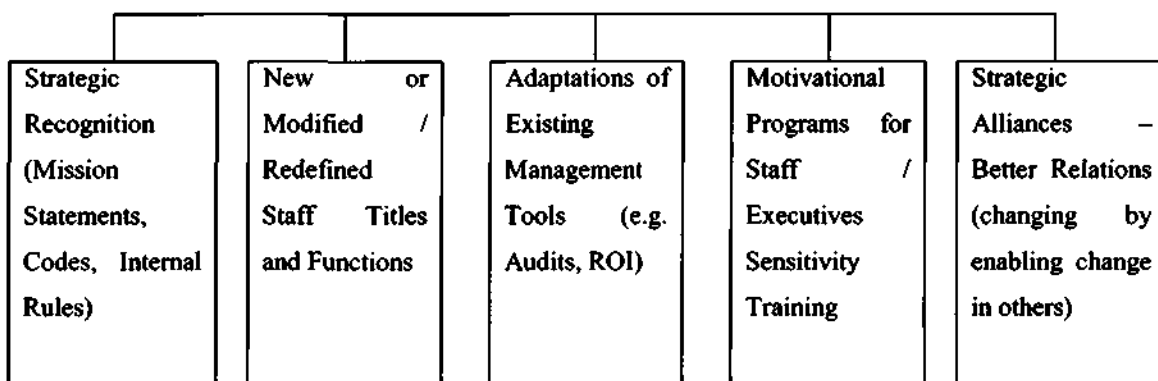 Strategic
Recognition
(Mission
Statements,
Codes, Internal
Rules)
New or
Modified /
Redefined
Staff Titles
and Functions
Adaptations of
Existing
Management
Tools (e.g.
Audits, ROI)
Motivational
Programs for
Staff /
Executives
Sensitivity
Training
Strategic
Alliances –
Better Relations
(changing by
enabling change
in others)